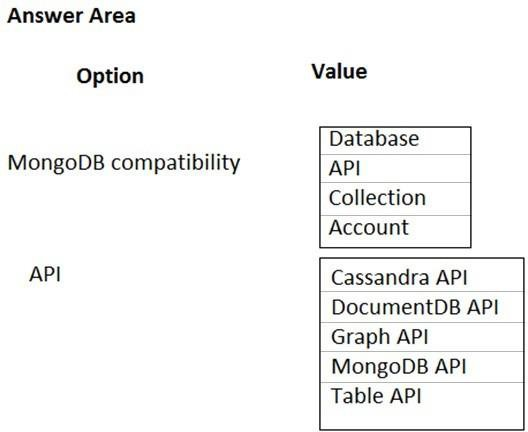 Answer Area
Option Value
MongoDB compatibility
Database
API
Collection
Account
API
Cassandra API
DocumentDB API
Graph API
MongoDB API
Table API